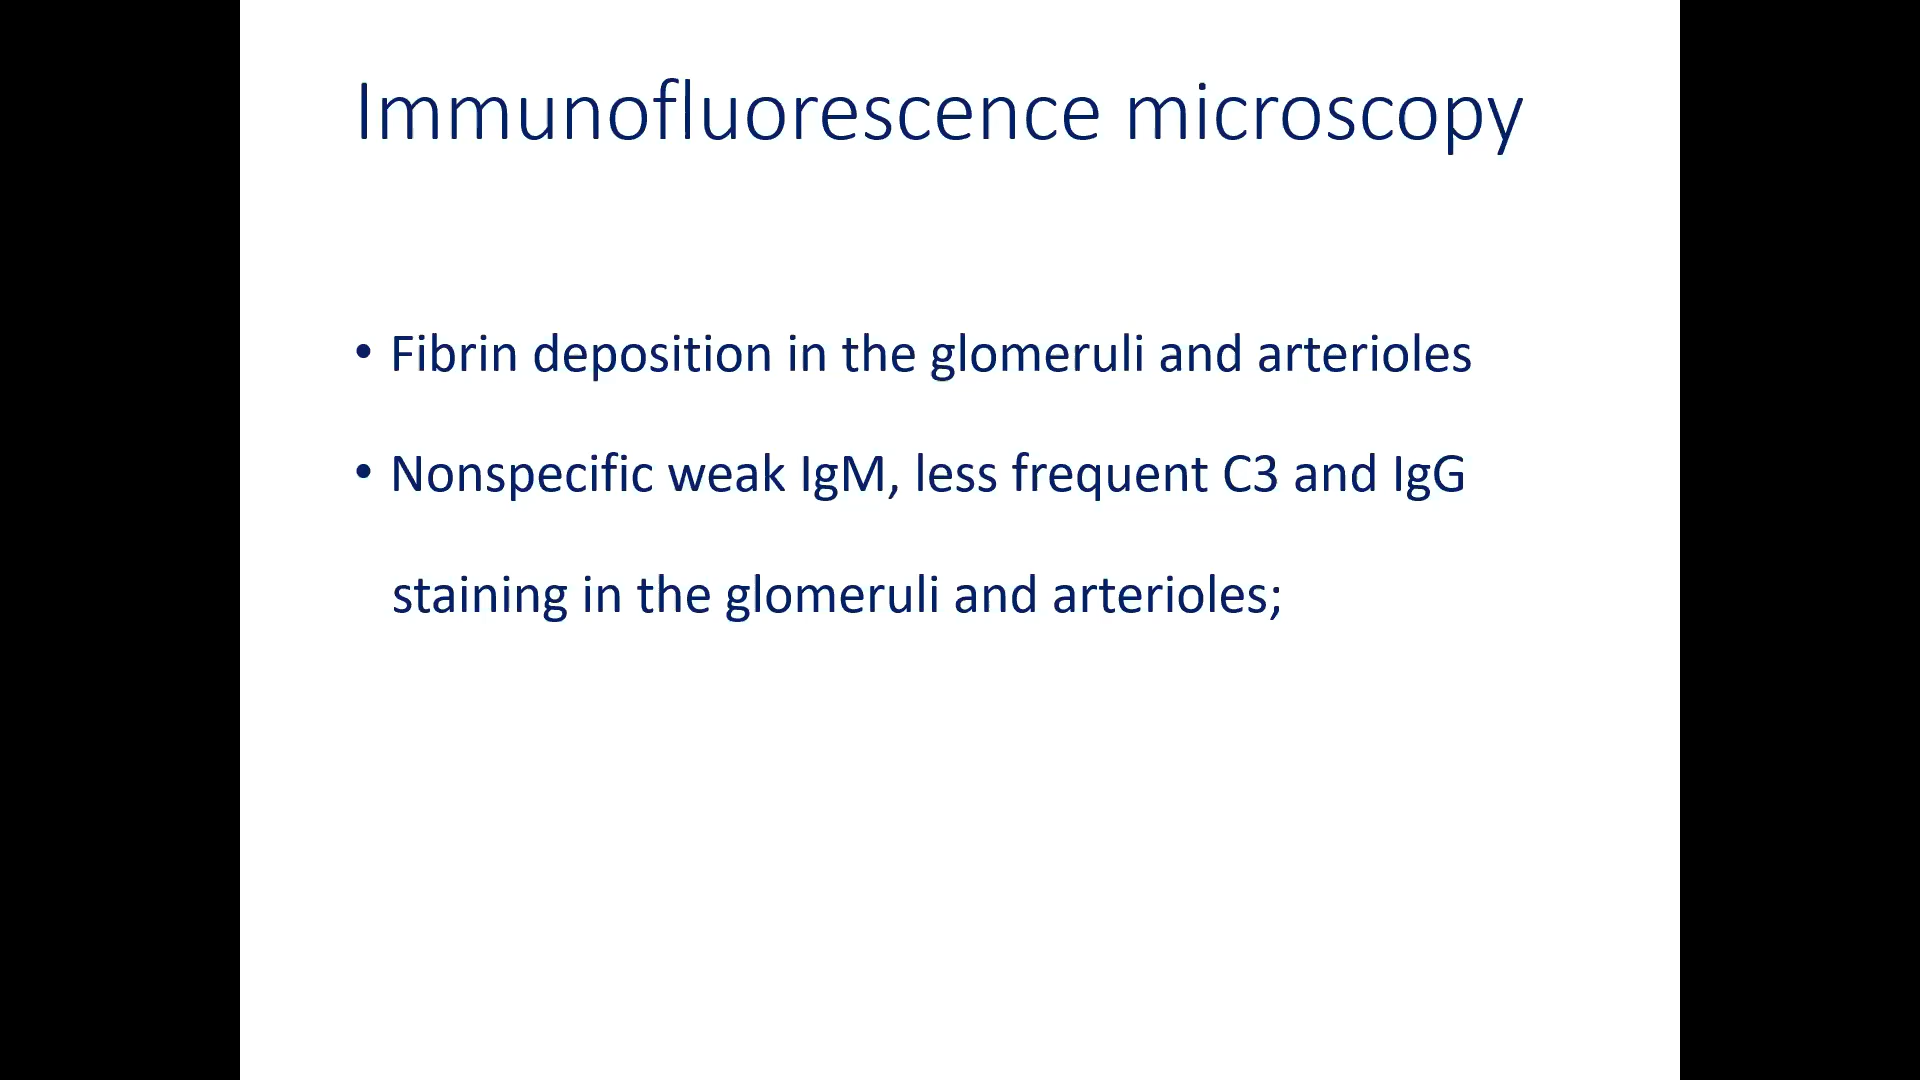 Immunofluorescence microscopy
• Fibrin deposition in the glomeruli and arterioles
• Nonspecific weak IgM, less frequent C3 and IgG
staining in the glomeruli and arterioles;